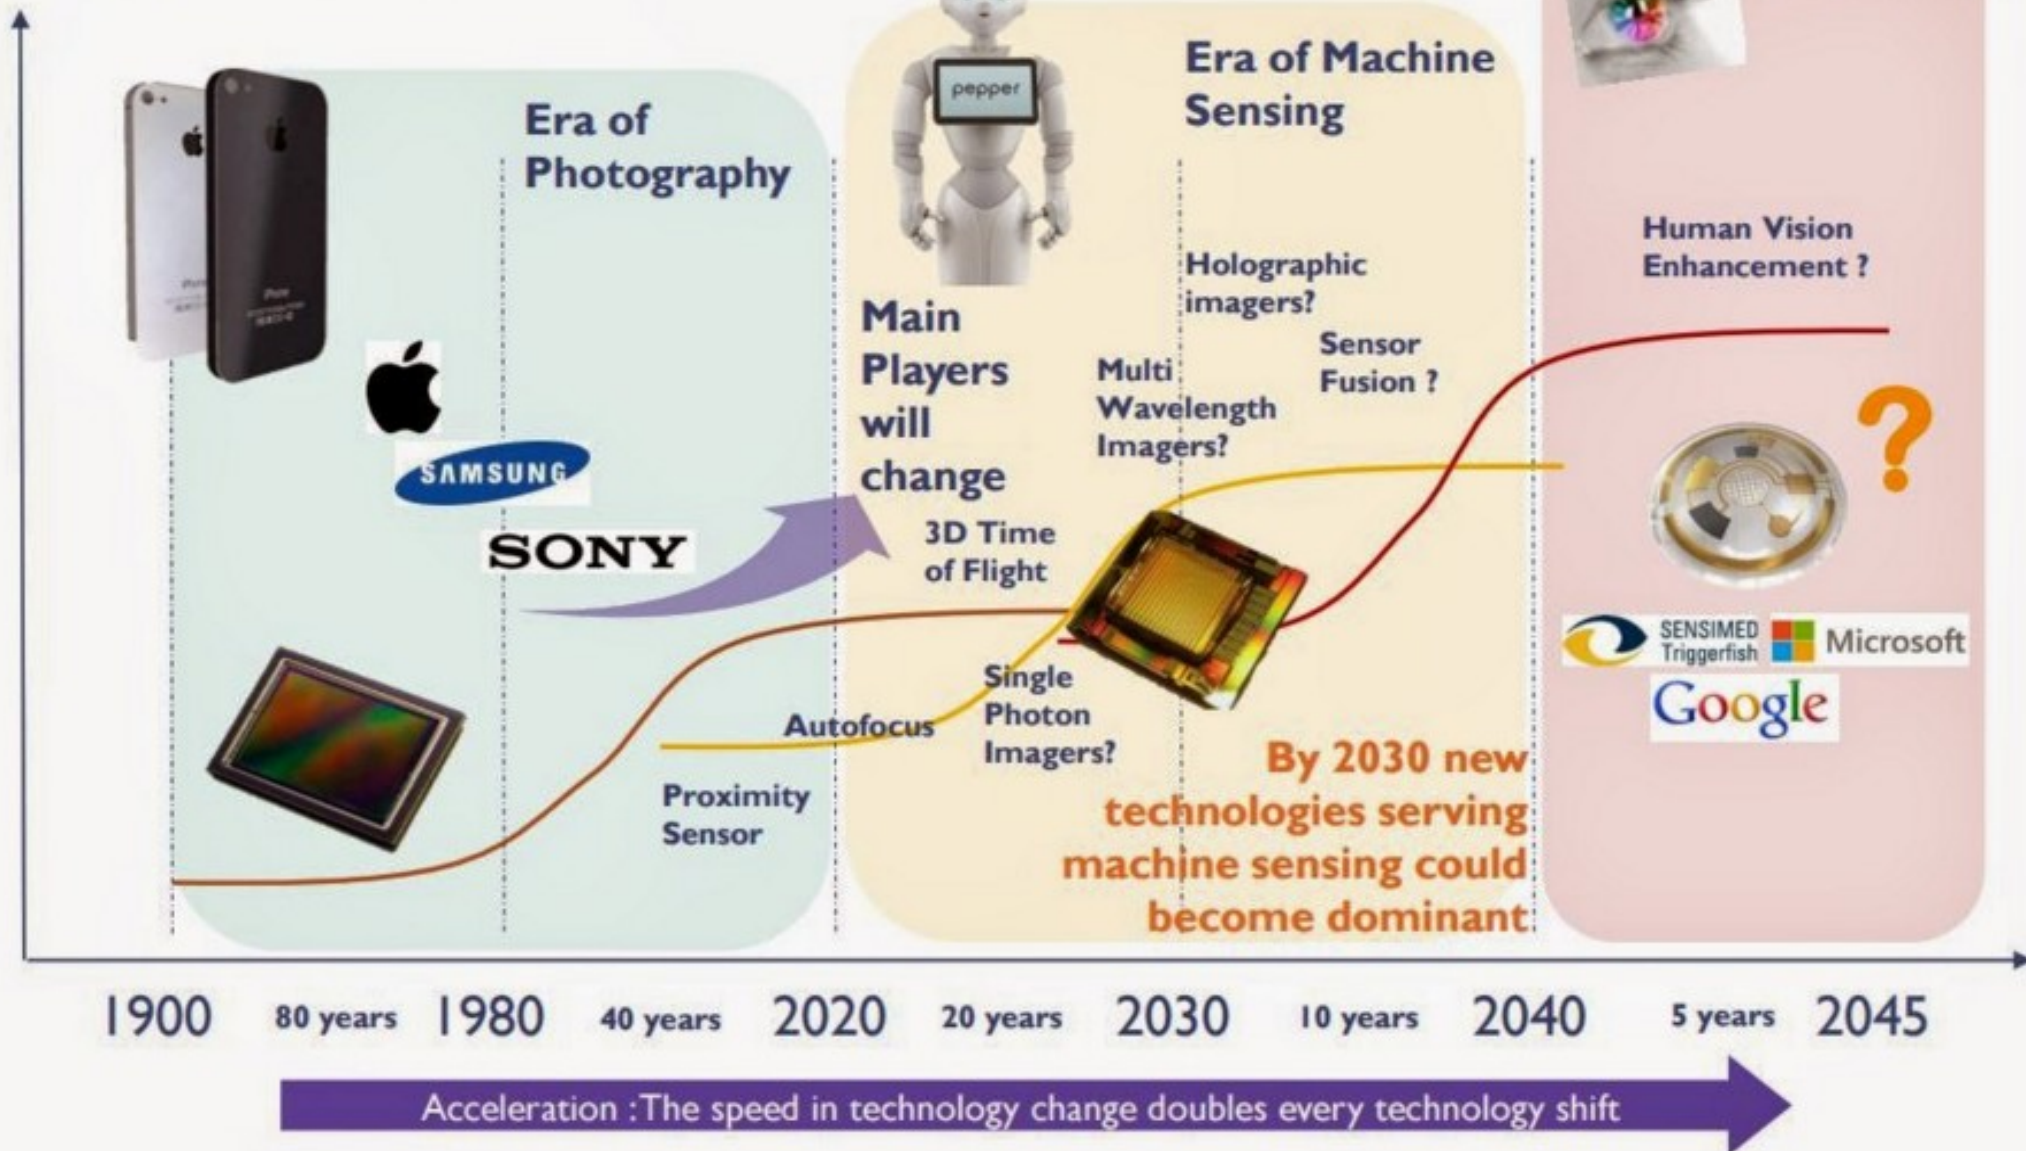 pepper
Era of Machine
Sensing
Era of
Photography
Human Vision
Enhancement ?
Holographic
imagers?
iPhone
Main
Players
will
change
Sensor
Fusion ?
Multi
Wavelength
Imagers?
SAMSUNG
SONY
3D Time
of Flight
SENSIMED
Triggerfish
Microsoft
Google
?
Single
Photon
Imagers?
Autofocus
Proximity
Sensor
By 2030 new
technologies serving
machine sensing could
become dominant
1900 80 years 1980 40 years 2020 20 years 2030 10 years 2040 5 years 2045
Acceleration :The speed in technology change doubles every technology shift